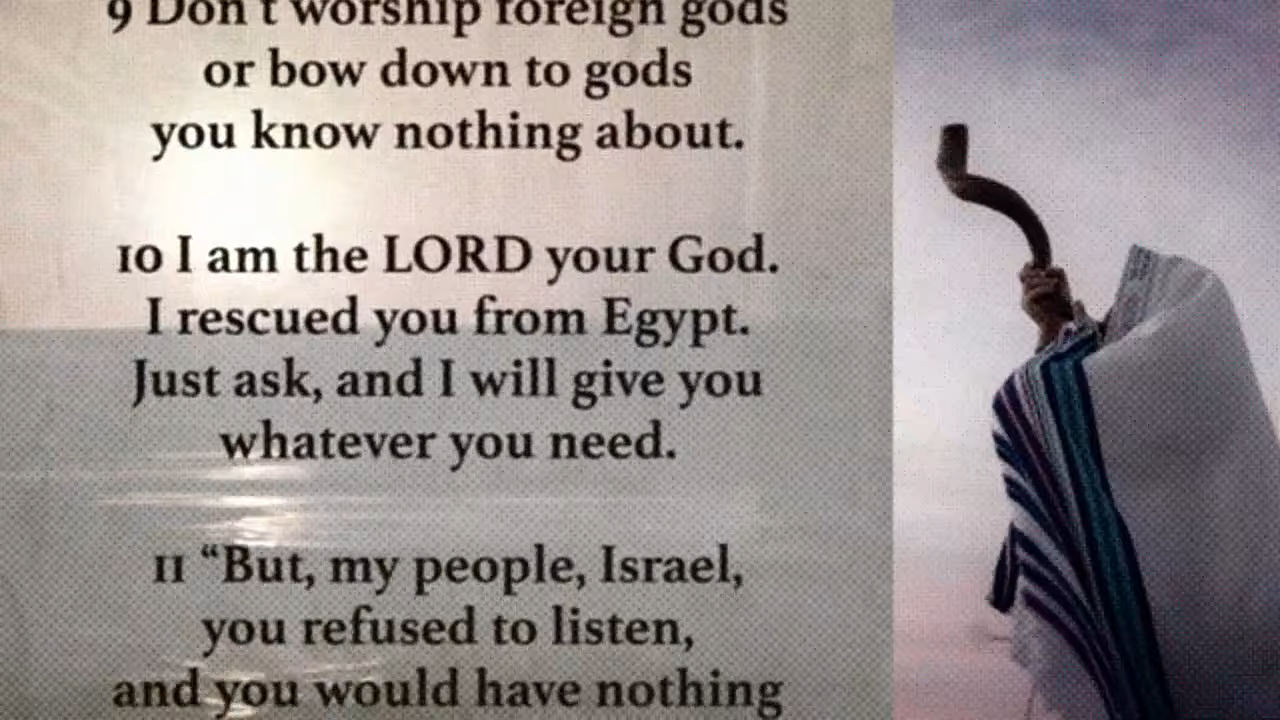 9 Don't worship foreign gods
or bow down to gods
you know nothing about.
10 I am the LORD your God.
I rescued you from Egypt.
Just ask, and I will give you
whatever you need.
11 “But, my people, Israel,
you refused to listen,
and you would have nothing